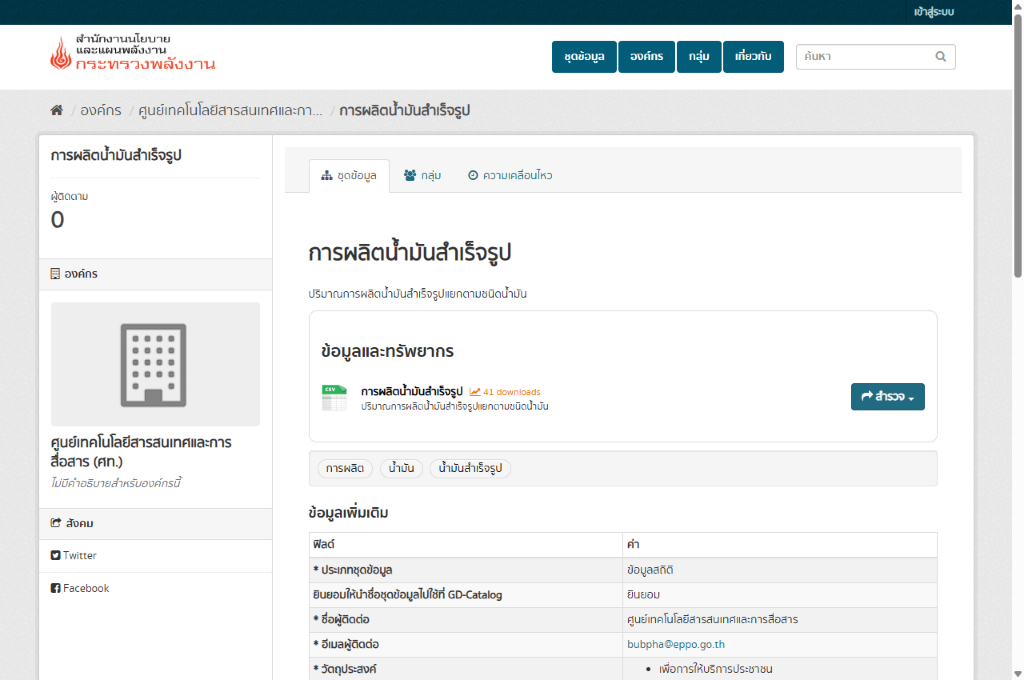 เข้าสู่ระบบ
สำนักงานนโยบาย
และแผนพลังงาน
กระทรวงพลังงาน
ชุดข้อมูล องค์กร กลุ่ม เกี่ยวกับ ค้นหา
/ องค์กร / ศูนย์เทคโนโลยีสารสนเทศและกา... / การผลิตน้ำมันสำเร็จรูป
การผลิตน้ำมันสำเร็จรูป
ผู้ติดตาม
0
องค์กร
ศูนย์เทคโนโลยีสารสนเทศและการ
สื่อสาร (ศท.)
ไม่มีคำอธิบายสำหรับองค์กรนี้
สังคม
Twitter
Facebook
ชุดข้อมูล กลุ่ม ความเคลื่อนไหว
การผลิตน้ำมันสำเร็จรูป
ปริมาณการผลิตน้ำมันสำเร็จรูปแยกตามชนิดน้ำมัน
ข้อมูลและทรัพยากร
CSV
การผลิตน้ำมันสำเร็จรูป 41 downloads
ปริมาณการผลิตน้ำมันสำเร็จรูปแยกตามชนิดน้ำมัน
สำรวจ
การผลิต น้ำมัน น้ำมันสำเร็จรูป
ข้อมูลเพิ่มเติม
ฟิลด์ ค่า
* ประเภทชุดข้อมูล ข้อมูลสถิติ
ยินยอมให้นำชื่อชุดข้อมูลไปใช้ที่ GD-Catalog ยินยอม
* ชื่อผู้ติดต่อ ศูนย์เทคโนโลยีสารสนเทศและการสื่อสาร
* อีเมลผู้ติดต่อ bubpha@eppo.go.th
* วัตถุประสงค์ • เพื่อการให้บริการประชาชน